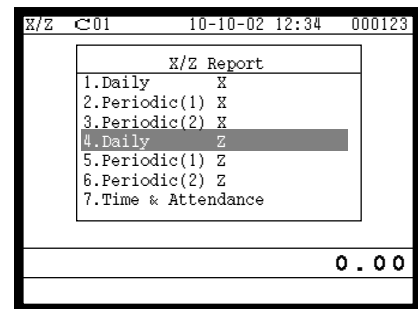 X/Z C01 10-10-02 12:34 000123
X/Z Report
1.Daily X
2.Periodic(1) X
3.Periodic(2) X
4.Daily Z
5.Periodic(1) Z
6.Periodic(2) Z
7.Time & Attendance
0.00